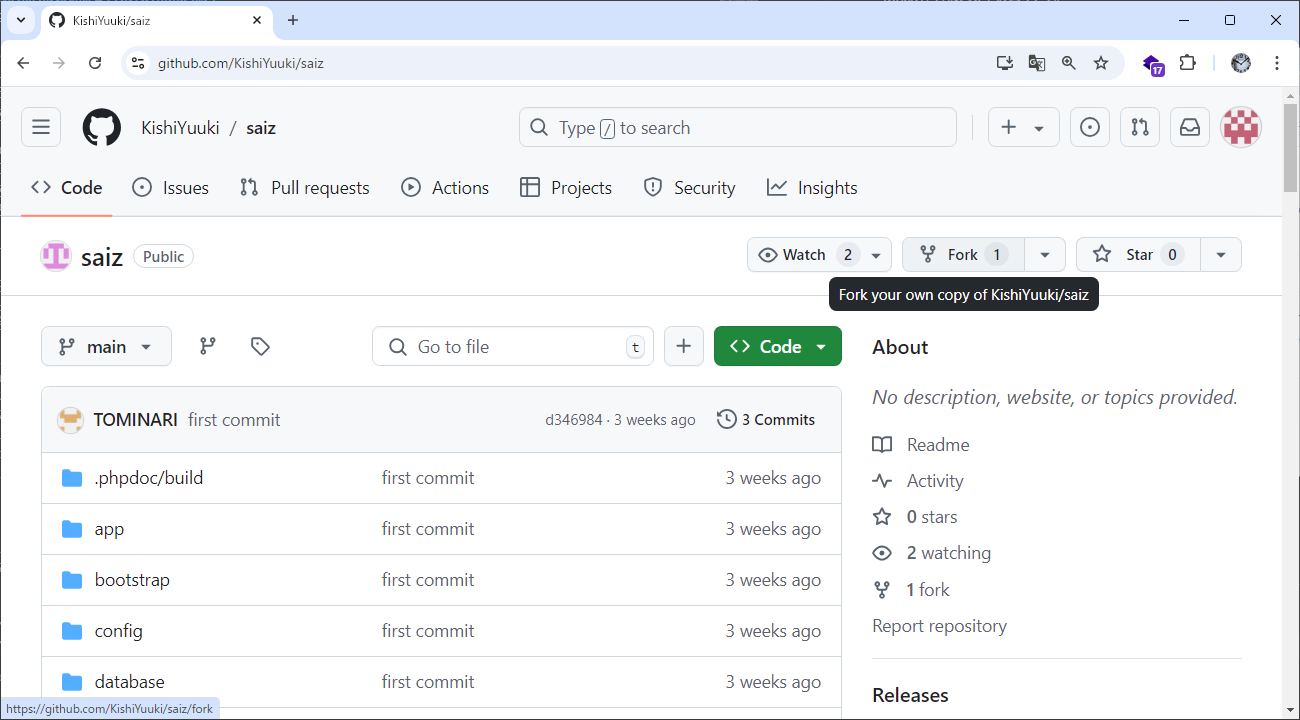 KishiYuuki/saiz
github.com/KishiYuuki/saiz
17
KishiYuuki / saiz
Type / to search
Code Issues Pull requests Actions Projects Security Insights
saiz Public
Watch 2 Fork 1 Star 0
Fork your own copy of KishiYuuki/saiz
main Go to file t Code
About
No description, website, or topics provided.
TOMINARI first commit d346984 · 3 weeks ago 3 Commits
Readme
.phpdoc/build first commit 3 weeks ago
Activity
0 stars
app first commit 3 weeks ago
2 watching
bootstrap first commit 3 weeks ago
1 fork
config first commit 3 weeks ago
Report repository
database first commit 3 weeks ago
Releases
https://github.com/KishiYuuki/saiz/fork